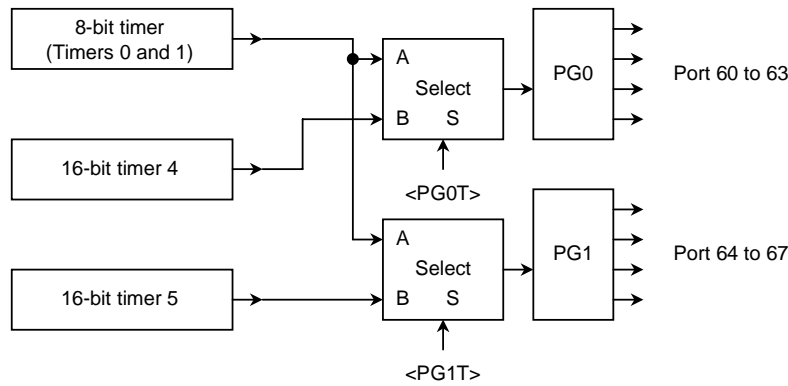 8-bit timer
(Timers 0 and 1)
A
Select
B S
PG0
Port 60 to 63
16-bit timer 4
<PG0T>
A
Select
B S
PG1
Port 64 to 67
16-bit timer 5
<PG1T>